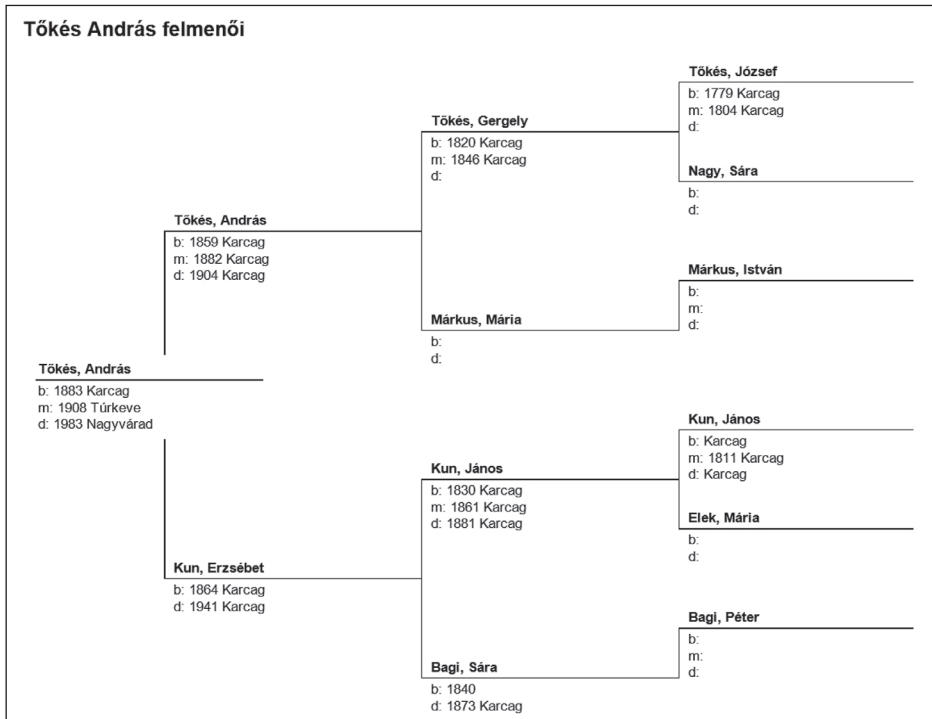 Tőkés András felmenői
Tőkés, József
b: 1779 Karcag
m: 1804 Karcag
d:
Tőkés, Gergely
b: 1820 Karcag
m: 1846 Karcag
d:
Nagy, Sára
b:
d:
Tőkés, András
b: 1859 Karcag
m: 1882 Karcag
d: 1904 Karcag
Márkus, István
b:
m:
d:
Márkus, Mária
b:
d:
Tőkés, András
b: 1883 Karcag
m: 1908 Túrkeve
d: 1983 Nagyvárad
Kun, János
b: Karcag
m: 1811 Karcag
d: Karcag
Kun, János
b: 1830 Karcag
m: 1861 Karcag
d: 1881 Karcag
Elek, Mária
b:
d:
Kun, Erzsébet
b: 1864 Karcag
d: 1941 Karcag
Bagi, Péter
b:
m:
d:
Bagi, Sára
b: 1840
d: 1873 Karcag